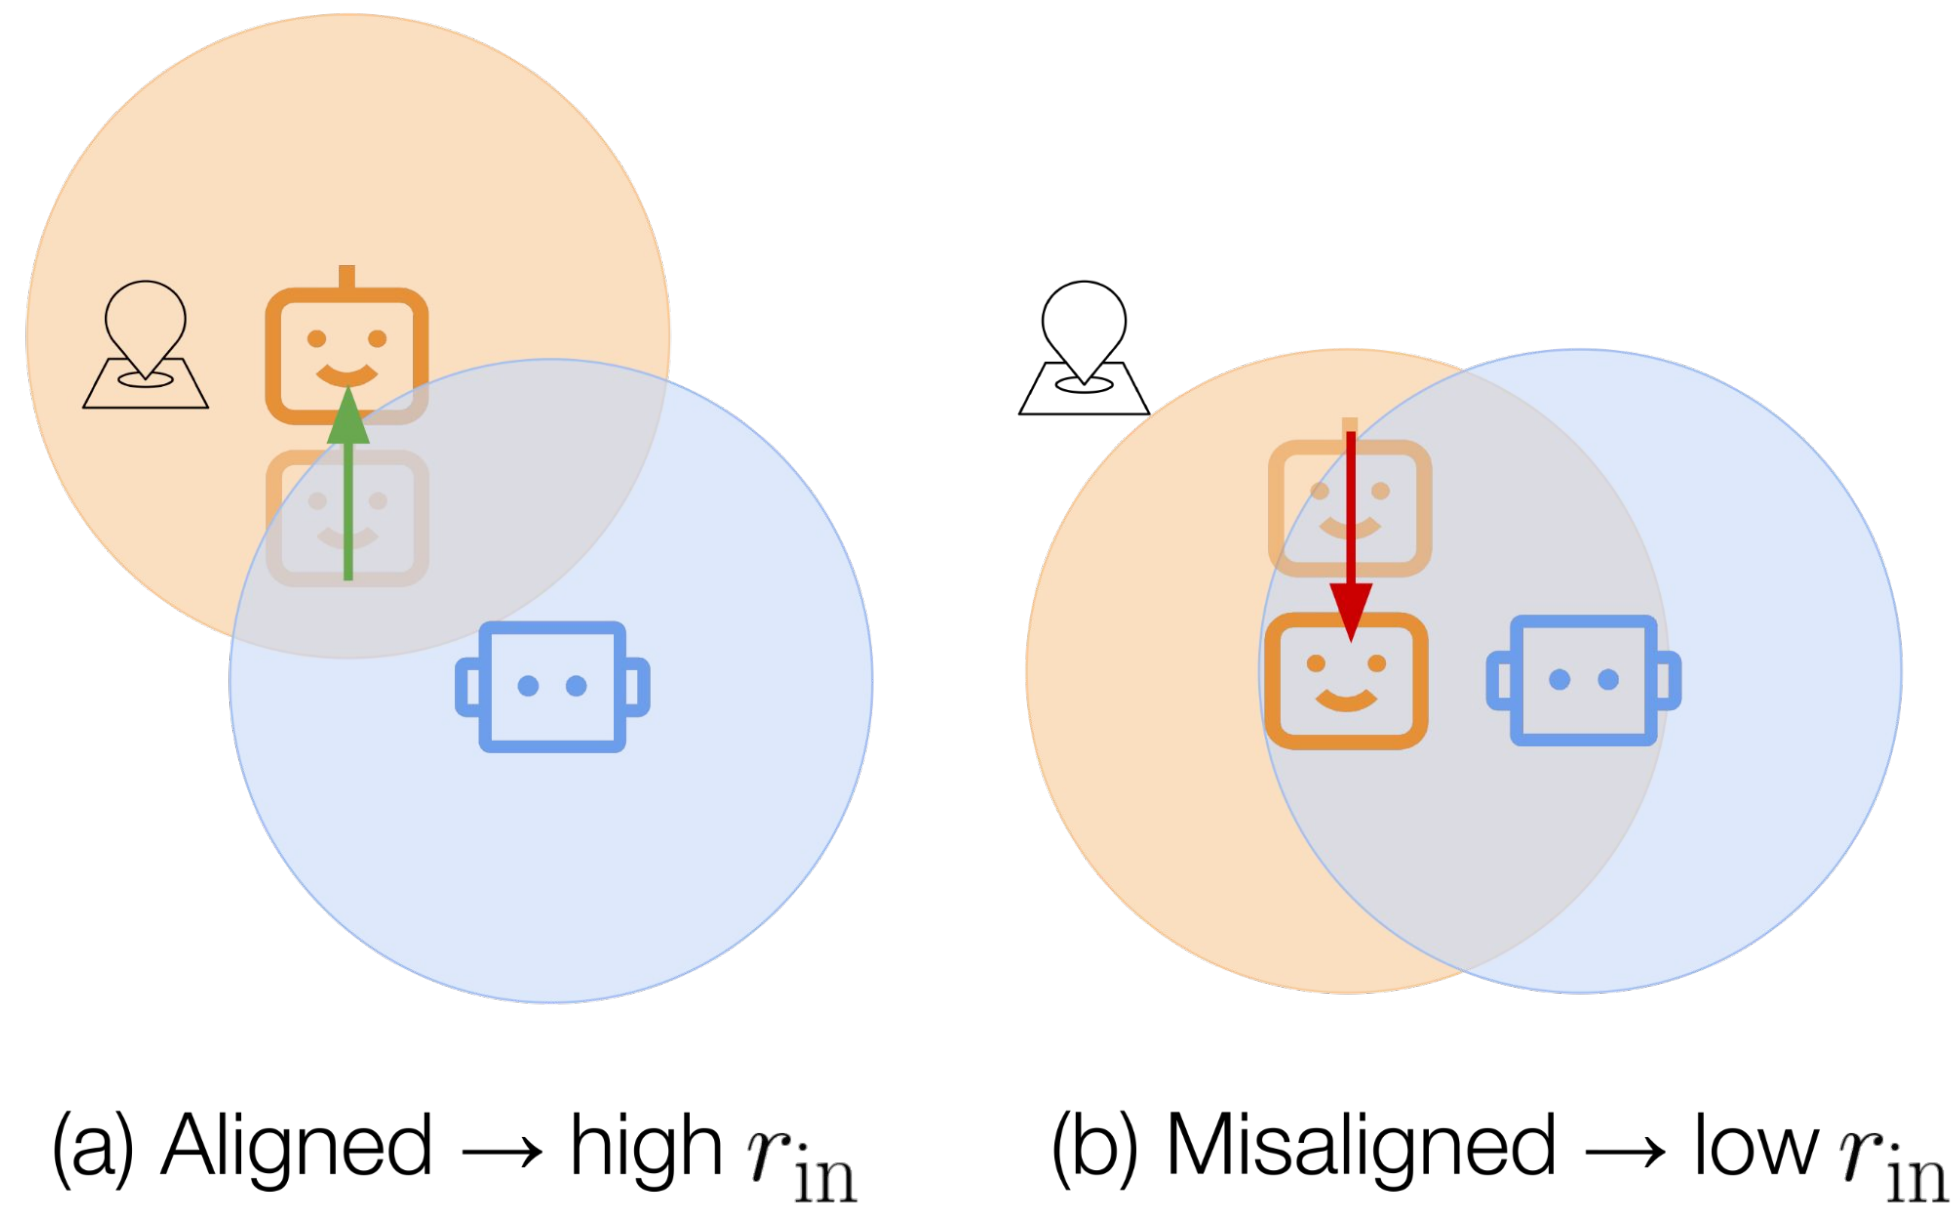 (a) Aligned → high r_in
(b) Misaligned → low r_in